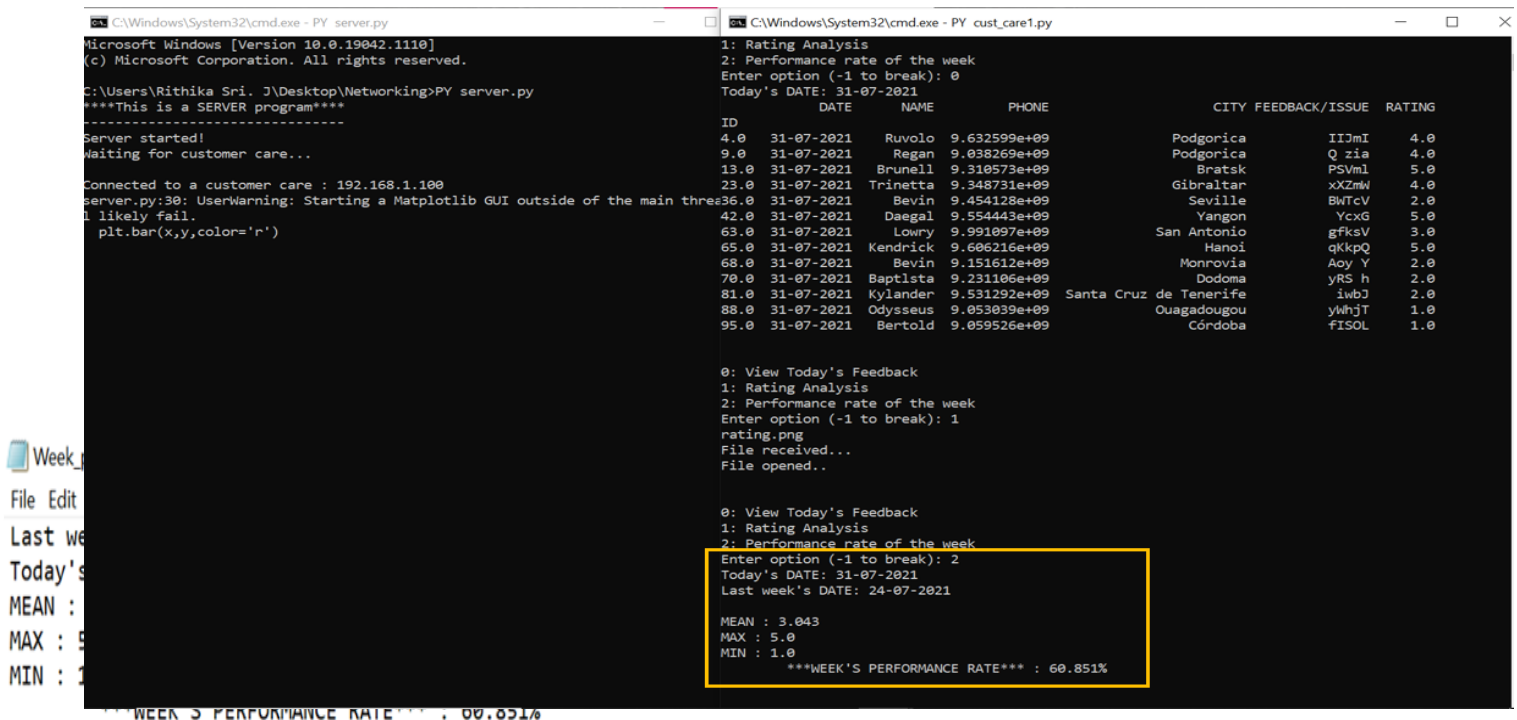 C:\Windows\System32\cmd.exe - PY server.py
Microsoft Windows [Version 10.0.19042.1110]
(c) Microsoft Corporation. All rights reserved.
C:\Users\Rithika Sri. J\Desktop\Networking>PY server.py
****This is a SERVER program****
--------------------------------
Server started!
Waiting for customer care...
Connected to a customer care : 192.168.1.100
server.py:30: UserWarning: Starting a Matplotlib GUI outside of the main threa
l likely fail.
plt.bar(x,y,color='r')
C:\Windows\System32\cmd.exe - PY cust_care1.py
1: Rating Analysis
2: Performance rate of the week
Enter option (-1 to break): 0
Today's DATE: 31-07-2021
DATE NAME PHONE CITY FEEDBACK/ISSUE RATING
ID
4.0 31-07-2021 Ruvolo 9.632599e+09 Podgorica IIJmI 4.0
9.0 31-07-2021 Regan 9.038269e+09 Podgorica Q zia 4.0
13.0 31-07-2021 Brunell 9.310573e+09 Bratsk PSVml 5.0
23.0 31-07-2021 Trinetta 9.348731e+09 Gibraltar xXZmW 4.0
36.0 31-07-2021 Bevin 9.454128e+09 Seville BWTcV 2.0
42.0 31-07-2021 Daegal 9.554443e+09 Yangon YcxG 5.0
63.0 31-07-2021 Lowry 9.991097e+09 San Antonio gfksV 3.0
65.0 31-07-2021 Kendrick 9.606216e+09 Hanoi qKkpQ 5.0
68.0 31-07-2021 Bevin 9.151612e+09 Monrovia Aoy Y 2.0
70.0 31-07-2021 Baptlsta 9.231106e+09 Dodoma yRS h 2.0
81.0 31-07-2021 Kylander 9.531292e+09 Santa Cruz de Tenerife iwbJ 2.0
88.0 31-07-2021 Odysseus 9.053039e+09 Ouagadougou yWhjT 1.0
95.0 31-07-2021 Bertold 9.059526e+09 Córdoba fISOL 1.0
0: View Today's Feedback
1: Rating Analysis
2: Performance rate of the week
Enter option (-1 to break): 1
rating.png
File received...
File opened..
0: View Today's Feedback
1: Rating Analysis
2: Performance rate of the week
Enter option (-1 to break): 2
Today's DATE: 31-07-2021
Last week's DATE: 24-07-2021
MEAN : 3.043
MAX : 5.0
MIN : 1.0
***WEEK'S PERFORMANCE RATE*** : 60.851%
Week_
File Edit
Last we
Today's
MEAN :
MAX : 5
MIN : 1
***WEEK'S PERFORMANCE RATE*** : 60.851%